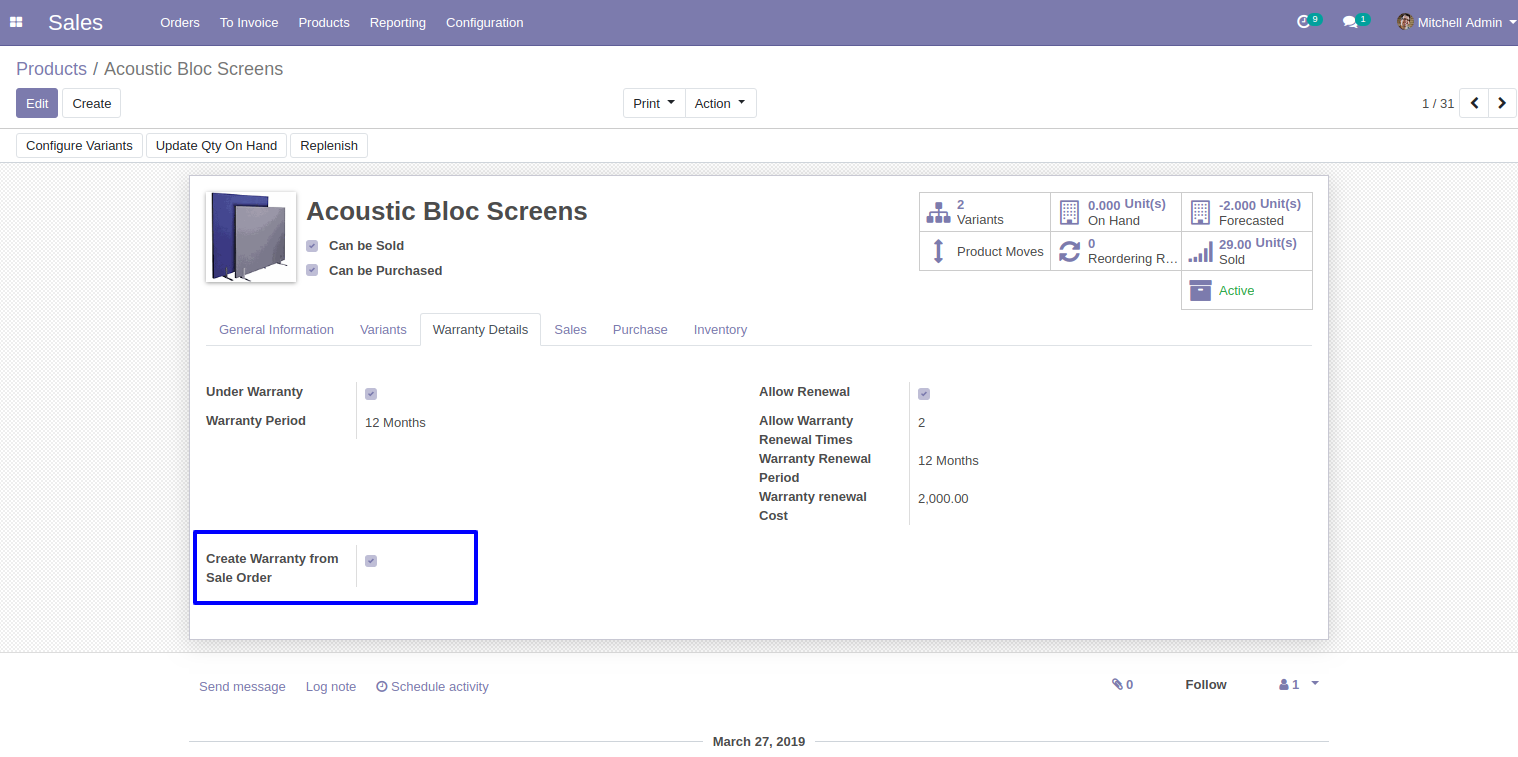 Sales Orders To Invoice Products Reporting Configuration 9 1 Mitchell Admin
Products / Acoustic Bloc Screens
Edit Create Print Action 1 / 31
Configure Variants Update Qty On Hand Replenish
Acoustic Bloc Screens
Can be Sold
Can be Purchased
2
Variants
0.000 Unit(s)
On Hand
-2.000 Unit(s)
Forecasted
Product Moves
0
Reordering R...
29.00 Unit(s)
Sold
Active
General Information Variants Warranty Details Sales Purchase Inventory
Under Warranty
Warranty Period 12 Months
Allow Renewal
Allow Warranty 2
Renewal Times
Warranty Renewal 12 Months
Period
Warranty renewal 2,000.00
Cost
Create Warranty from
Sale Order
Send message Log note Schedule activity 0 Follow 1
March 27, 2019